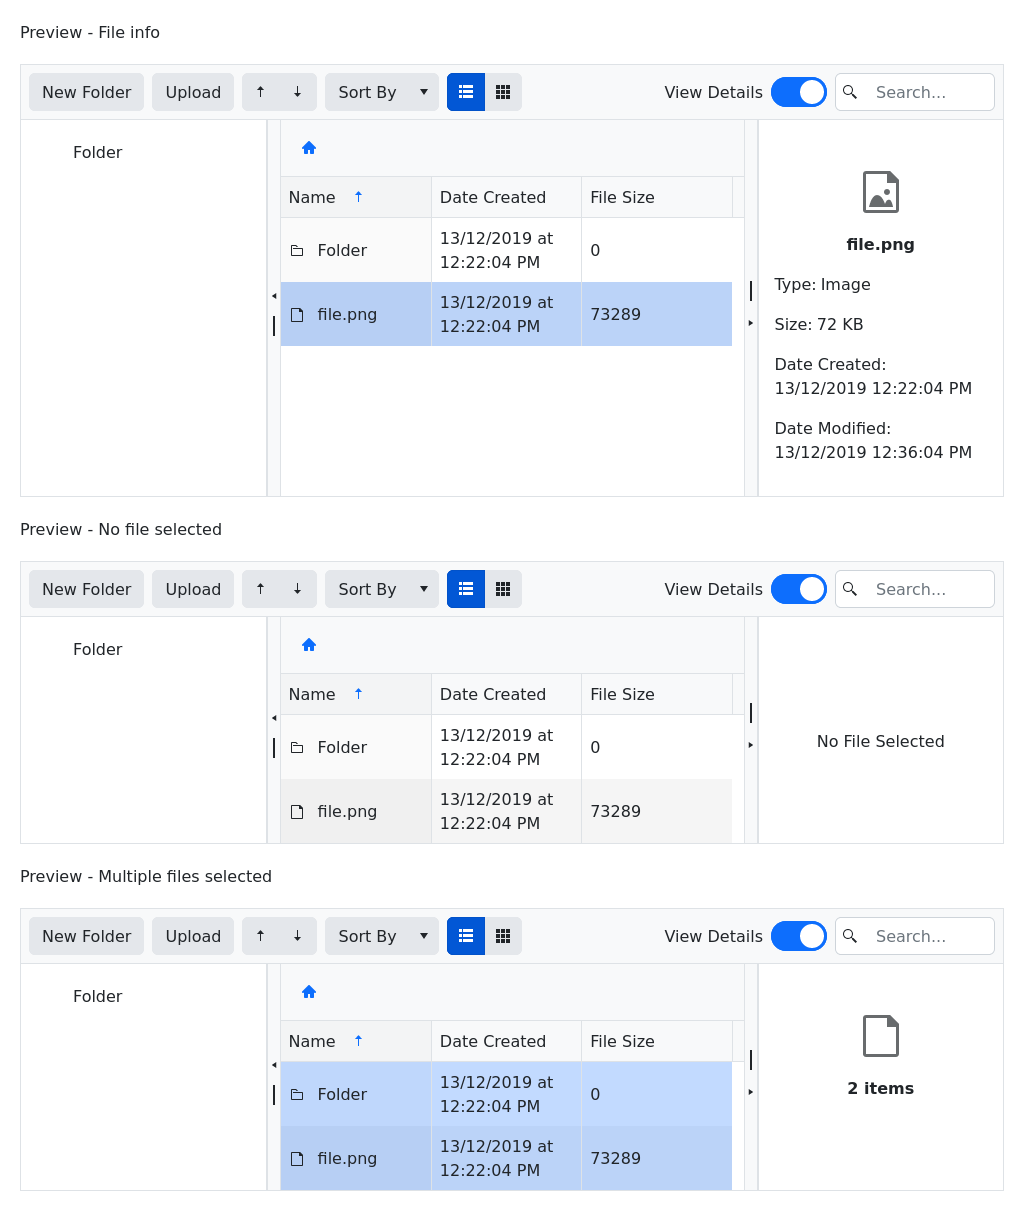 Preview - File info
New Folder Upload Sort By View Details Search...
Folder
Name Date Created File Size
Folder 13/12/2019 at 12:22:04 PM 0
file.png 13/12/2019 at 12:22:04 PM 73289
file.png
Type: Image
Size: 72 KB
Date Created:
13/12/2019 12:22:04 PM
Date Modified:
13/12/2019 12:36:04 PM
Preview - No file selected
New Folder Upload Sort By View Details Search...
Folder
Name Date Created File Size
Folder 13/12/2019 at 12:22:04 PM 0
file.png 13/12/2019 at 12:22:04 PM 73289
No File Selected
Preview - Multiple files selected
New Folder Upload Sort By View Details Search...
Folder
Name Date Created File Size
Folder 13/12/2019 at 12:22:04 PM 0
file.png 13/12/2019 at 12:22:04 PM 73289
2 items